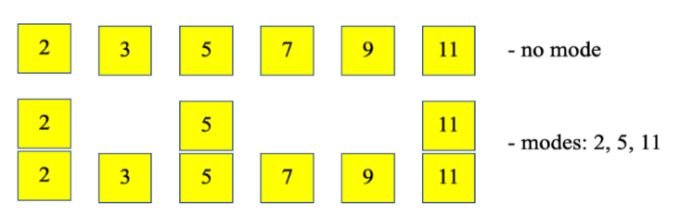 2 3 5 7 9 11 - no mode
2 5 11
- modes: 2, 5, 11
2 3 5 7 9 11